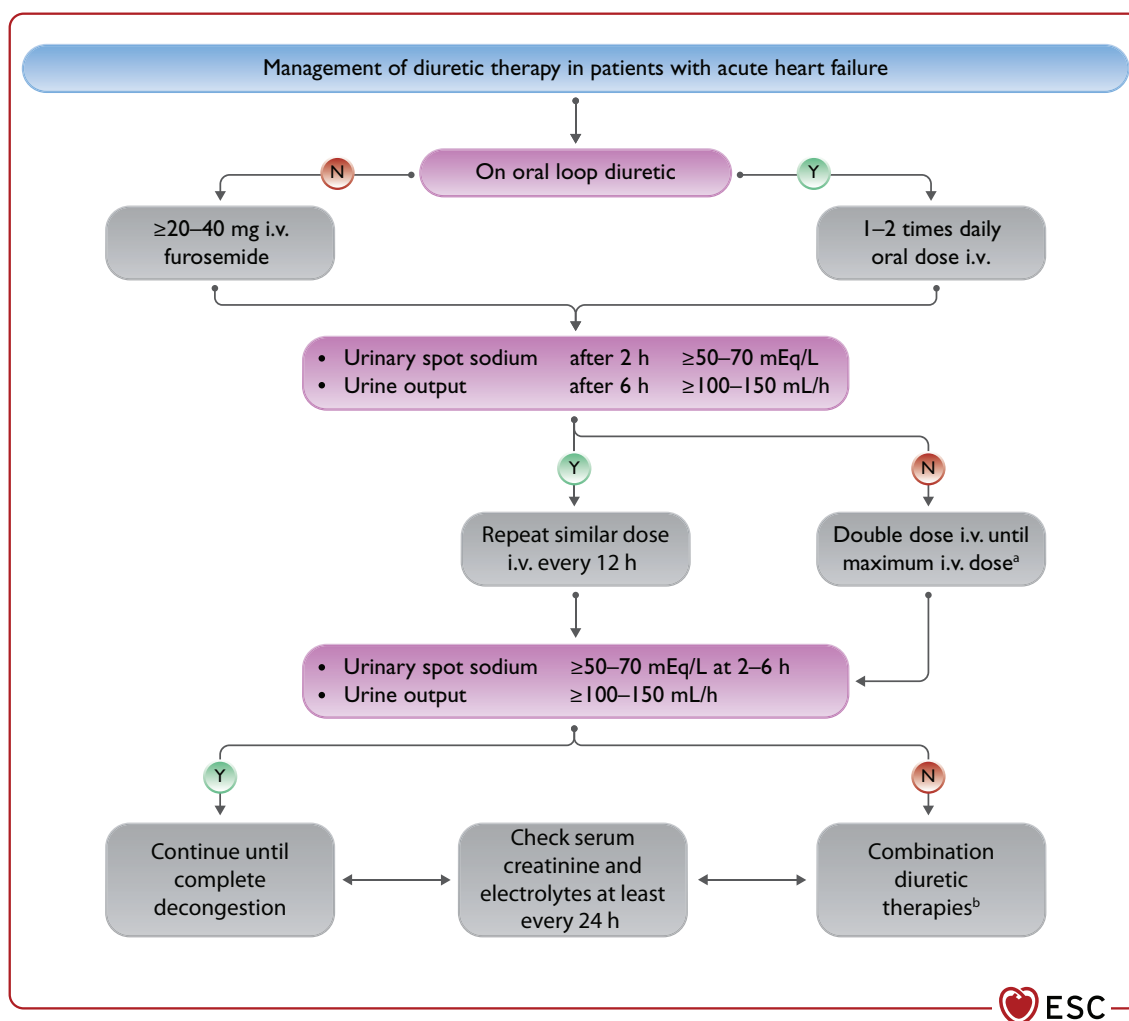 Management of diuretic therapy in patients with acute heart failure
N
On oral loop diuretic
Y
≥20–40 mg i.v.
furosemide
1–2 times daily
oral dose i.v.
• Urinary spot sodium after 2 h ≥50–70 mEq/L
• Urine output after 6 h ≥100–150 mL/h
Y
N
Repeat similar dose
i.v. every 12 h
Double dose i.v. until
maximum i.v. doseᵃ
• Urinary spot sodium ≥50–70 mEq/L at 2–6 h
• Urine output ≥100–150 mL/h
Y
N
Continue until
complete
decongestion
Check serum
creatinine and
electrolytes at least
every 24 h
Combination
diuretic
therapiesᵇ
ESC